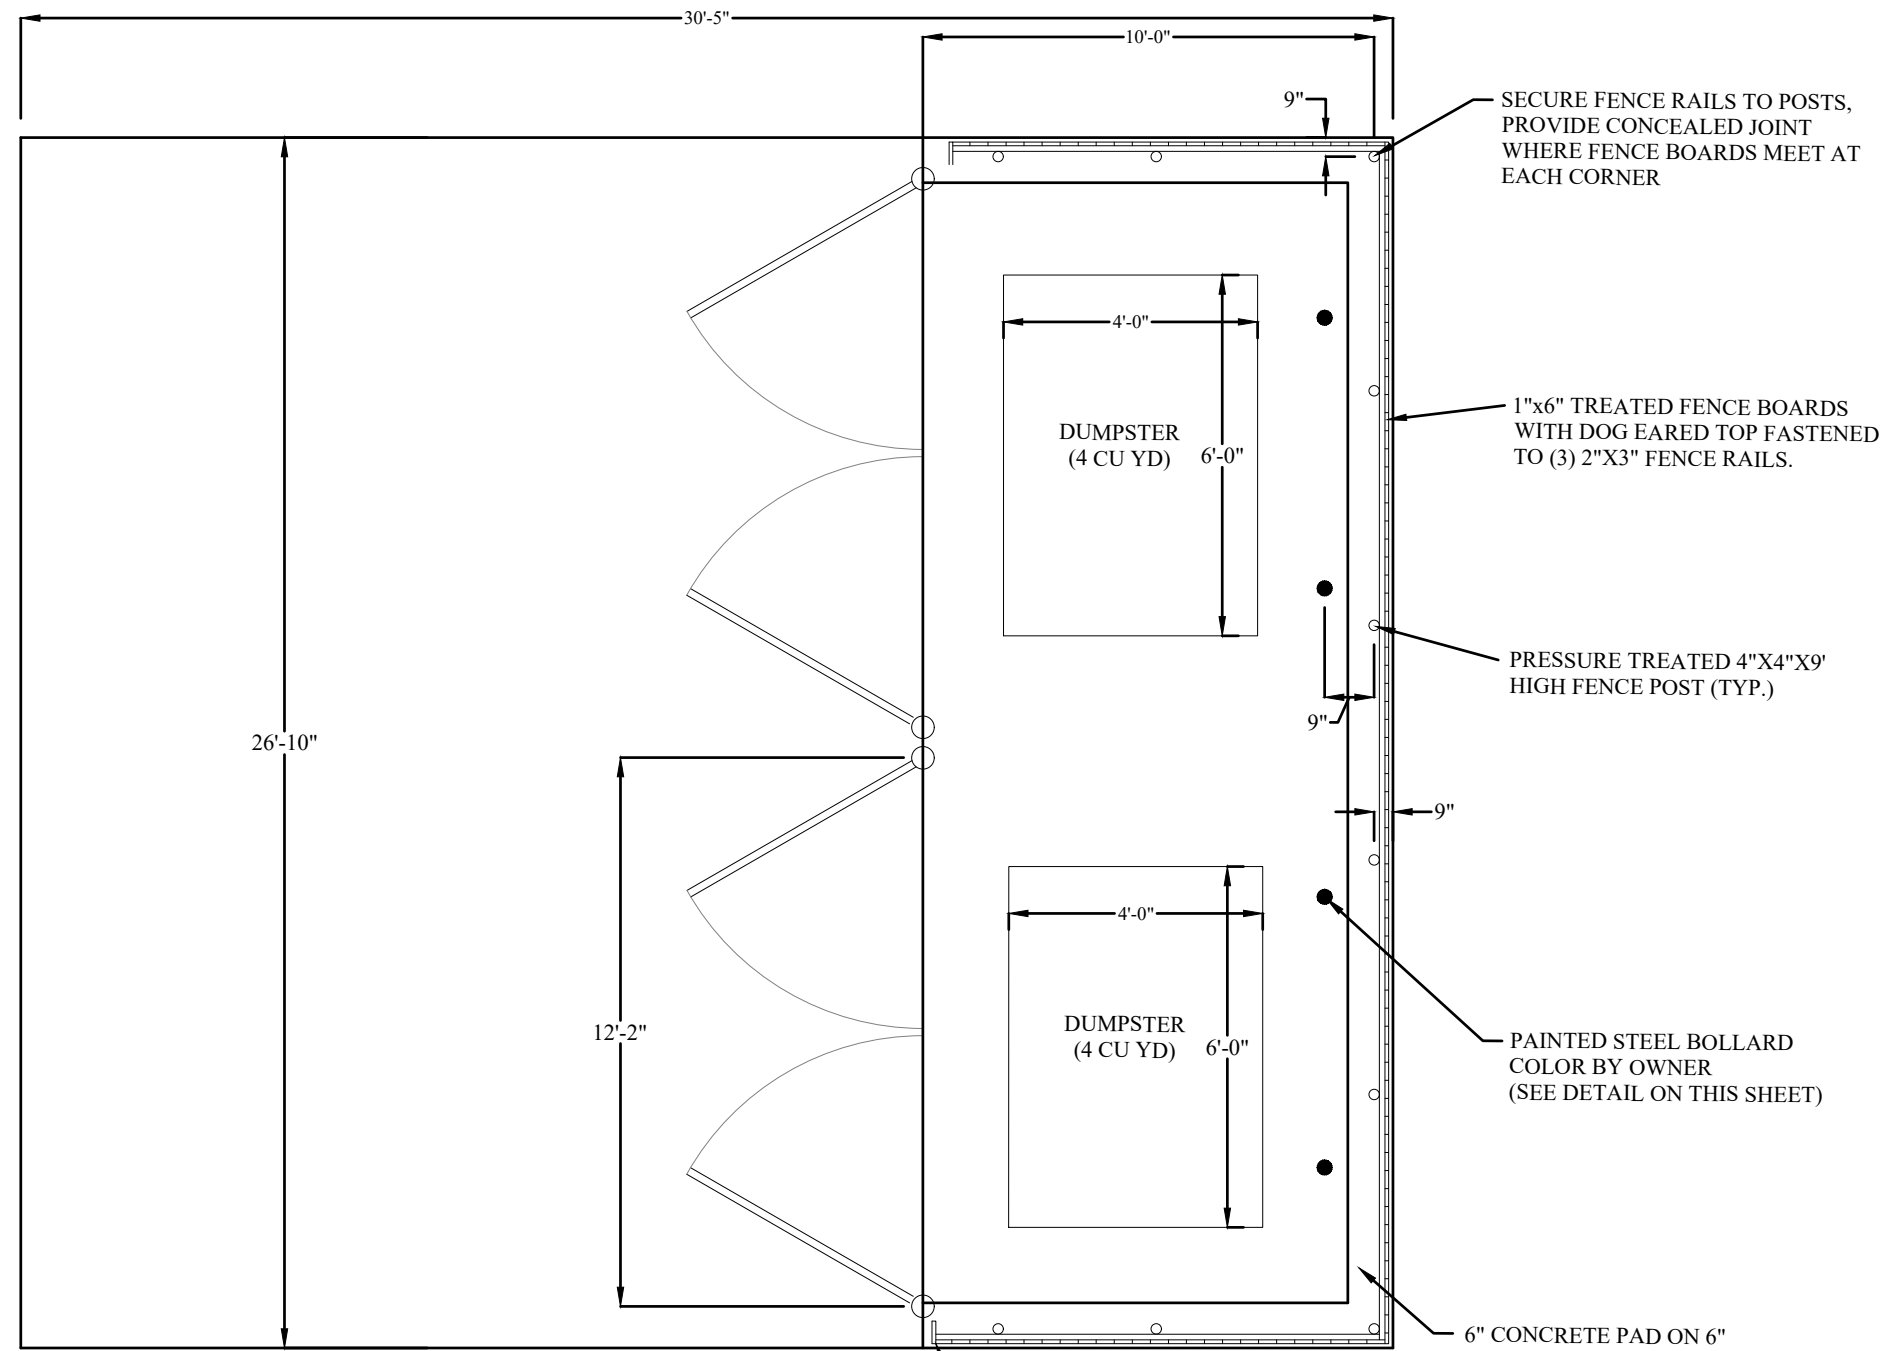 30'-5"
10'-0"
9"
SECURE FENCE RAILS TO POSTS,
PROVIDE CONCEALED JOINT
WHERE FENCE BOARDS MEET AT
EACH CORNER
4'-0"
1"x6" TREATED FENCE BOARDS
WITH DOG EARED TOP FASTENED
TO (3) 2"X3" FENCE RAILS.
DUMPSTER
(4 CU YD)
6'-0"
PRESSURE TREATED 4"X4"X9'
HIGH FENCE POST (TYP.)
9"
26'-10"
9"
4'-0"
12'-2"
DUMPSTER
(4 CU YD)
6'-0"
PAINTED STEEL BOLLARD
COLOR BY OWNER
(SEE DETAIL ON THIS SHEET)
6" CONCRETE PAD ON 6"